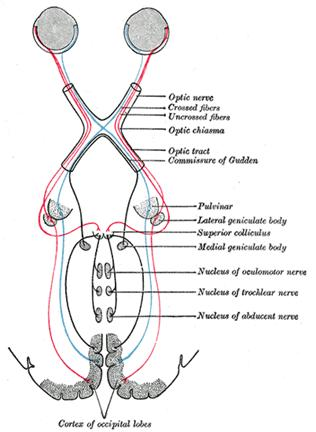 Optic nerve
Crossed fibers
Uncrossed fibers
Optic chiasma
Optic tract
Commissure of Gudden
Pulvinar
Lateral geniculate body
Superior colliculus
Medial geniculate body
Nucleus of oculomotor nerve
Nucleus of trochlear nerve
Nucleus of abducent nerve
Cortex of occipital lobes